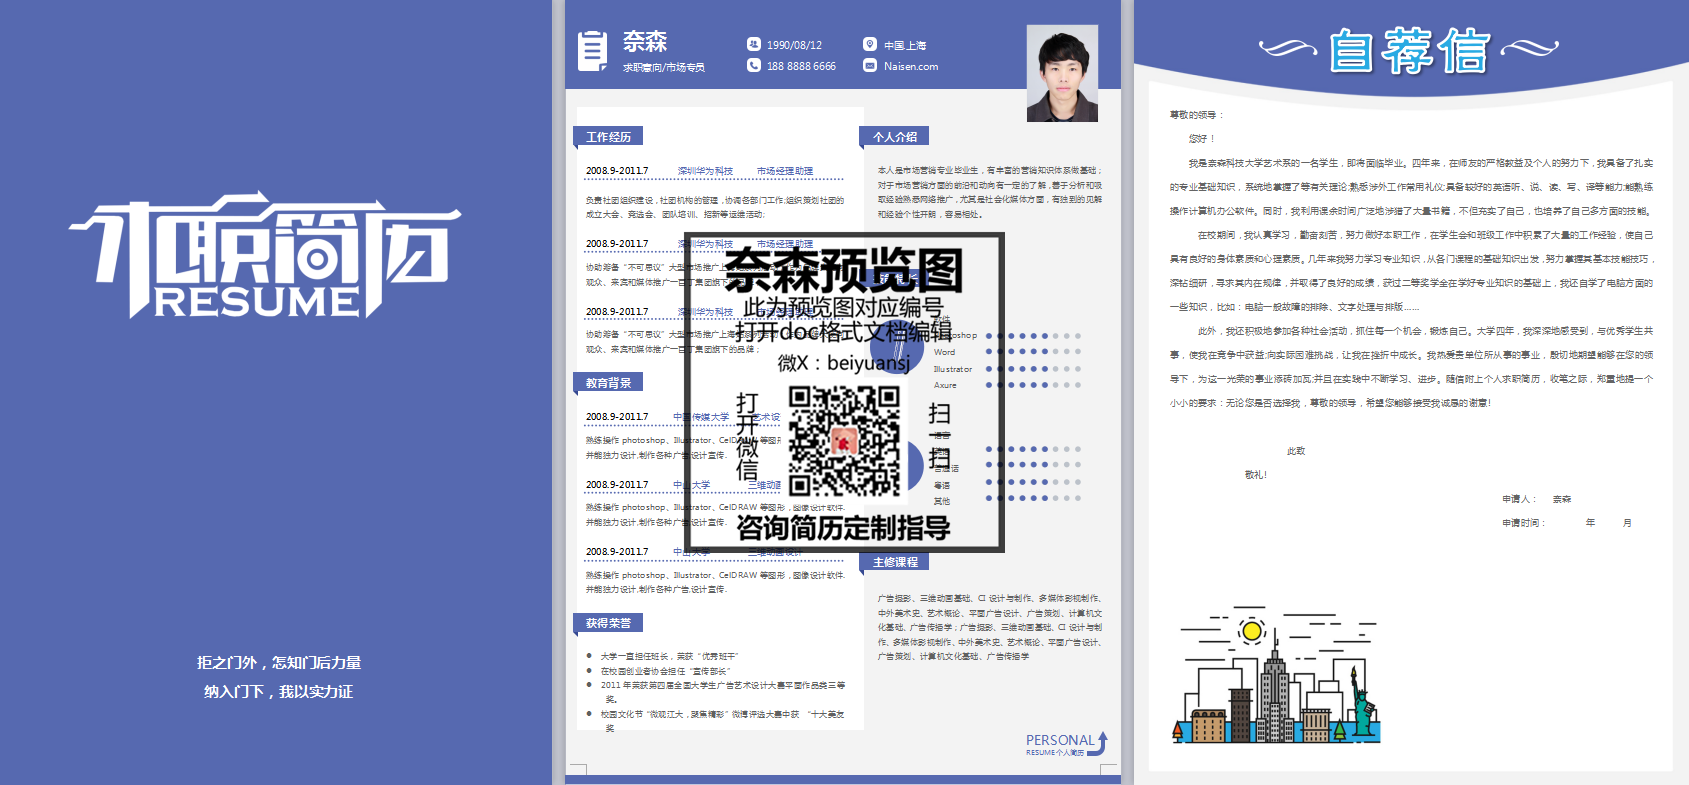 求职简历
RESUME
拒之门外，怎知门后力量
纳入门下，我以实力证
奈森
求职意向/市场专员
1990/08/12
188 8888 6666
中国.上海
Naisen.com
工作经历
2008.9-2011.7 深圳华为科技 市场经理助理
负责社团组织建设，社团机构的管理，协调各部门工作;组织策划社团的
成立大会、竞选会、团队培训、招新等运维活动;
2008.9-2011.7 深圳华为科技 市场经理助理
协助筹备“不可思议”大型市场推广上
观众、来宾和媒体推广一百丁集团旗下
2008.9-2011.7 深圳华为科技
协助筹备“不可思议”大型市场推广上海
观众、来宾和媒体推广一百丁集团旗下的品牌；
教育背景
2008.9-2011.7 中国传媒大学 艺术设
熟练操作 photoshop、Illustrator、CelDRAW 等图形
并能独力设计,制作各种广告,设计宣传.
2008.9-2011.7 中山大学 三维动画
熟练操作 photoshop、Illustrator、CelDRAW 等图形，图像设计软件.
并能独力设计,制作各种广告,设计宣传.
2008.9-2011.7 中山大学 三维动画设计
熟练操作 photoshop、Illustrator、CelDRAW 等图形，图像设计软件.
并能独力设计,制作各种广告,设计宣传.
获得荣誉
● 大学一直担任班长，荣获“优秀班干”
● 在校园创业者协会担任“宣传部长”
● 2011 年荣获第四届全国大学生广告艺术设计大赛平面作品类三等
奖。
● 校园文化节“微观江大，聚焦精彩”微博评选大赛中获 “十大美友
奖
个人介绍
本人是市场营销专业毕业生，有丰富的营销知识体系做基础；
对于市场营销方面的前沿和动向有一定的了解，善于分析和吸
取经验熟悉网络推广，尤其是社会化媒体方面，有独到的见解
和经验个性开朗，容易相处。
软件
Photoshop
Word
Illustrator
Axure
语言
英语
普通话
粤语
其他
主修课程
广告摄影、三维动画基础、CI 设计与制作、多媒体影视制作、
中外美术史、艺术概论、平面广告设计、广告策划、计算机文
化基础、广告传播学；广告摄影、三维动画基础、CI 设计与制
作、多媒体影视制作、中外美术史、艺术概论、平面广告设计、
广告策划、计算机文化基础、广告传播学
PERSONAL
RESUME 个人简历
奈森预览图
此为预览图对应编号
打开doc格式文档编辑
微X：beiyuansj
打开微信
扫一扫
咨询简历定制指导
自荐信
尊敬的领导：
您好！
我是奈森科技大学艺术系的一名学生，即将面临毕业。四年来，在师友的严格教益及个人的努力下，我具备了扎实
的专业基础知识，系统地掌握了等有关理论;熟悉涉外工作常用礼仪;具备较好的英语听、说、读、写、译等能力;能熟练
操作计算机办公软件。同时，我利用课余时间广泛地涉猎了大量书籍，不但充实了自己，也培养了自己多方面的技能。
在校期间，我认真学习，勤奋刻苦，努力做好本职工作，在学生会和班级工作中积累了大量的工作经验，使自己
具有良好的身体素质和心理素质。几年来我努力学习专业知识，从各门课程的基础知识出发，努力掌握其基本技能技巧，
深钻细研，寻求其内在规律，并取得了良好的成绩，获过二等奖学金在学好专业知识的基础上，我还自学了电脑方面的
一些知识，比如：电脑一般故障的排除、文字处理与排版……
此外，我还积极地参加各种社会活动，抓住每一个机会，锻炼自己。大学四年，我深深地感受到，与优秀学生共
事，使我在竞争中获益;向实际困难挑战，让我在挫折中成长。我热爱贵单位所从事的事业，殷切地期望能够在您的领
导下，为这一光荣的事业添砖加瓦;并且在实践中不断学习、进步。随信附上个人求职简历，收笔之际，郑重地提一个
小小的要求：无论您是否选择我，尊敬的领导，希望您能够接受我诚恳的谢意!
此致
敬礼!
申请人： 奈森
申请时间： 年 月